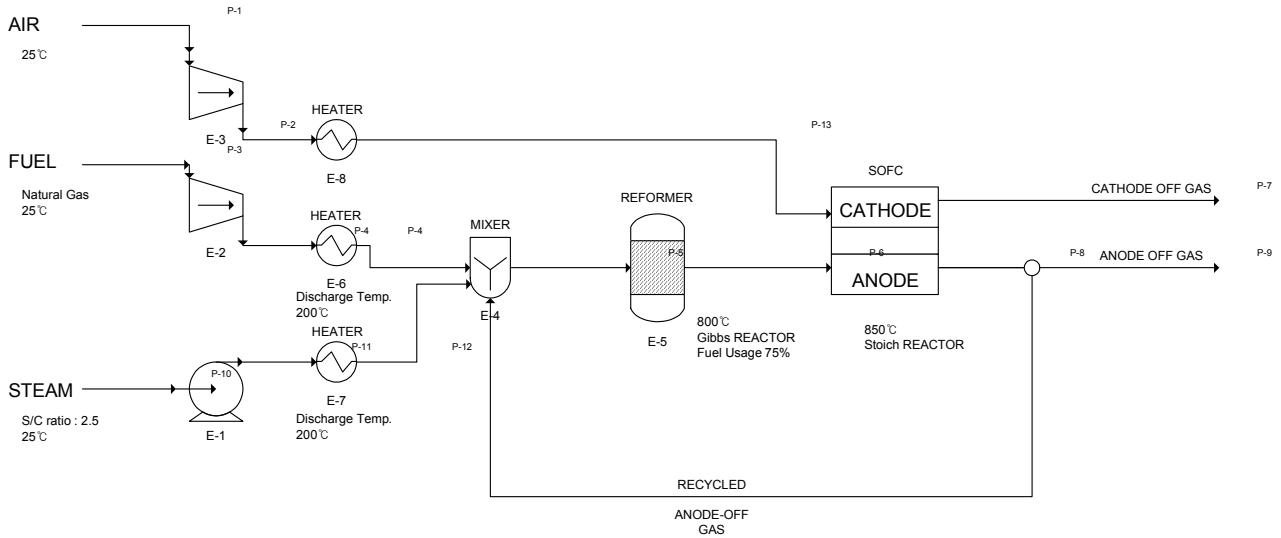 P-1
AIR
25℃
HEATER
P-2
P-13
E-3
P-3
FUEL
SOFC
E-8
Natural Gas
25℃
CATHODE OFF GAS
P-7
REFORMER
CATHODE
HEATER
MIXER
P-4
P-4
E-2
P-5
P-6
P-8
ANODE OFF GAS
P-9
ANODE
E-6
Discharge Temp.
200℃
E-4
800℃
Gibbs REACTOR
Fuel Usage 75%
850℃
Stoich REACTOR
HEATER
E-5
P-11
P-12
P-10
STEAM
E-7
S/C ratio : 2.5
25℃
Discharge Temp.
200℃
E-1
RECYCLED
ANODE-OFF
GAS